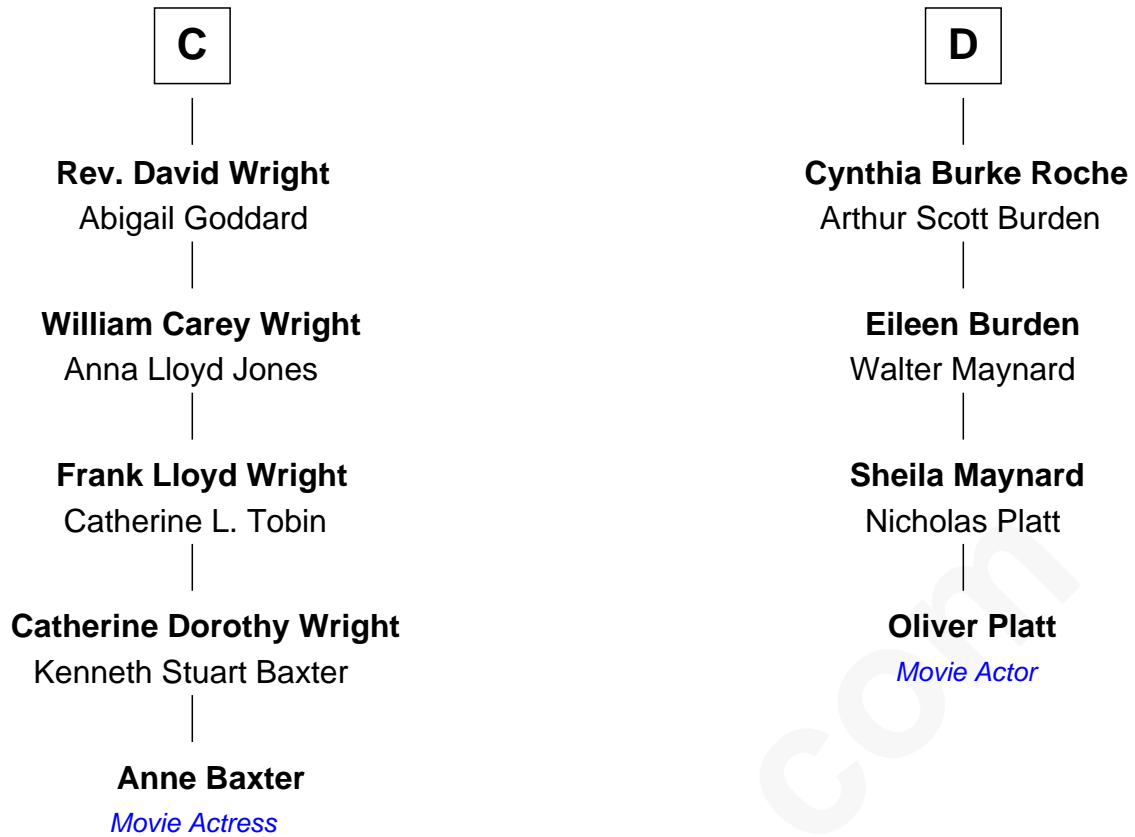 C
Rev. David Wright
Abigail Goddard
William Carey Wright
Anna Lloyd Jones
Frank Lloyd Wright
Catherine L. Tobin
Catherine Dorothy Wright
Kenneth Stuart Baxter
Anne Baxter
Movie Actress
D
Cynthia Burke Roche
Arthur Scott Burden
Eileen Burden
Walter Maynard
Sheila Maynard
Nicholas Platt
Oliver Platt
Movie Actor
com